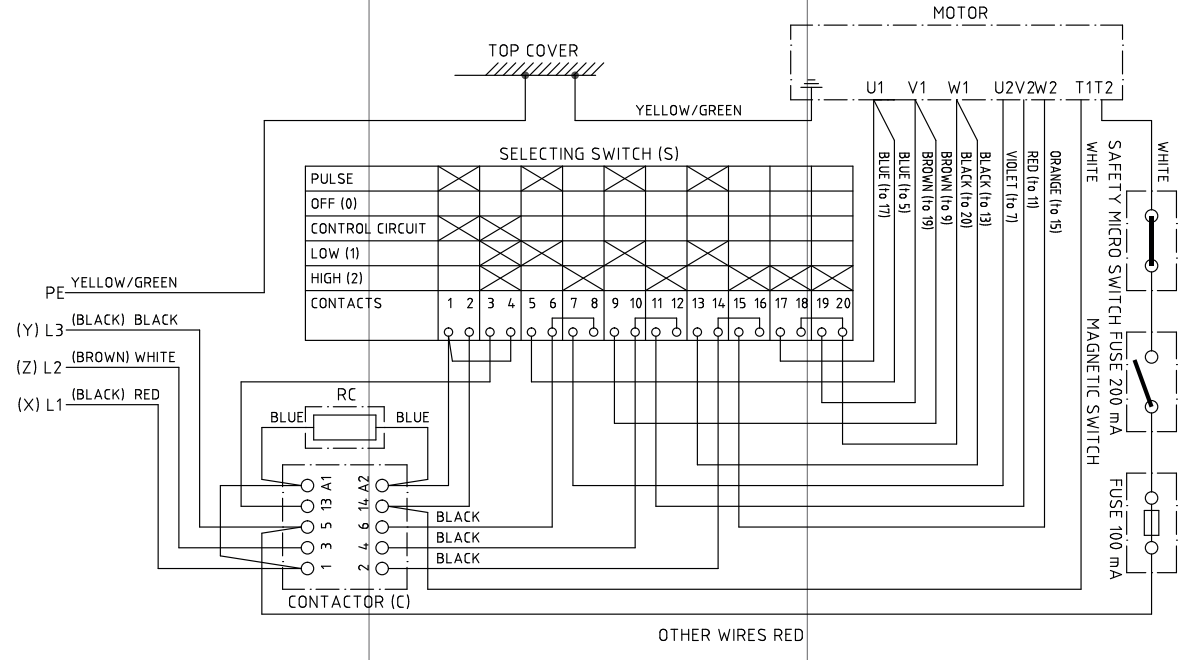 MOTOR
TOP COVER
U1 V1 W1 U2 V2 W2 T1 T2
YELLOW/GREEN
SELECTING SWITCH (S)
PULSE
OFF (0)
CONTROL CIRCUIT
LOW (1)
HIGH (2)
CONTACTS 1 2 3 4 5 6 7 8 9 10 11 12 13 14 15 16 17 18 19 20
BLUE (to 17)
BLUE (to 5)
BROWN (to 19)
BROWN (to 9)
BLACK (to 20)
BLACK (to 13)
VIOLET (to 7)
RED (to 11)
ORANGE (to 15)
WHITE
WHITE
SAFETY MICRO SWITCH FUSE 200 mA
MAGNETIC SWITCH
FUSE 100 mA
PE YELLOW/GREEN
(Y) L3 (BLACK) BLACK
(Z) L2 (BROWN) WHITE
(X) L1 (BLACK) RED
RC
BLUE BLUE
A1 A2
13 14
5 6 BLACK
3 4 BLACK
1 2 BLACK
CONTACTOR (C)
OTHER WIRES RED